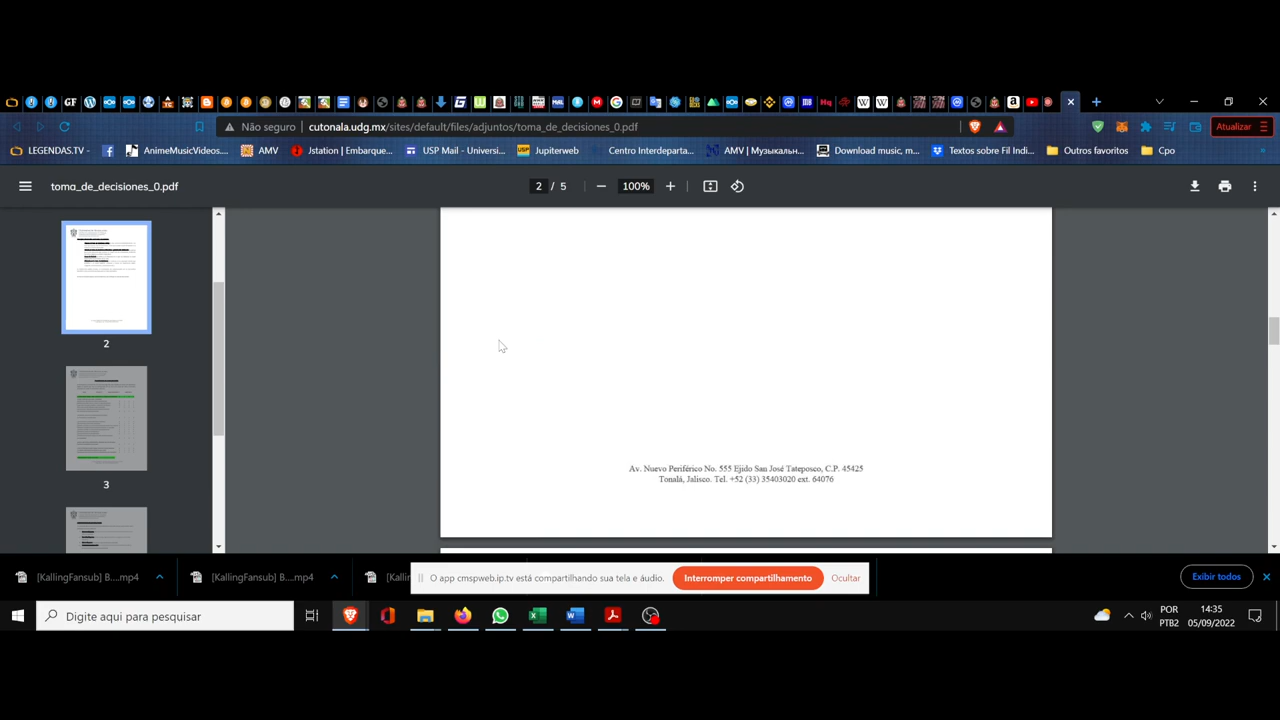 Não seguro
cutonala.udg.mx/sites/default/files/adjuntos/toma_de_decisiones_0.pdf
Atualizar
LEGENDAS.TV -
AnimeMusicVideos...
AMV
Jstation | Embarque...
USP Mail - Universi...
Jupiterweb
Centro Interdeparta...
AMV | Музыкальн...
Download music, m...
Textos sobre Fil Indi...
Outros favoritos
Cpo
toma_de_decisiones_0.pdf
2 / 5
100%
2
3
Av. Nuevo Periférico No. 555 Ejido San José Tateposco, C.P. 45425
Tonalá, Jalisco. Tel. +52 (33) 35403020 ext. 64076
[KallingFansub] B....mp4
[KallingFansub] B....mp4
[Kallin
O app cmspweb.ip.tv está compartilhando sua tela e áudio.
Interromper compartilhamento
Ocultar
Exibir todos
Digite aqui para pesquisar
POR
PTB2
14:35
05/09/2022